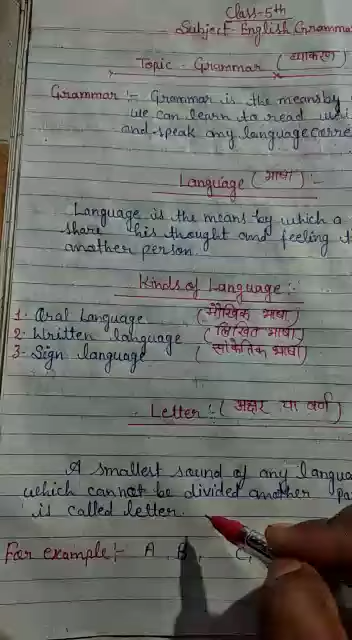 Class-5th
Subject-English Gramma
Topic - Grammar (व्याकरण)
Grammar :- Grammar is the means by
we can learn to read wri
and speak any language corre
Language (भाषा) :-
Language is the means by which a
share his thought and feeling t
another person.
Kinds of Language :-
1- Oral Language (मौखिक भाषा)
2- Written language (लिखित भाषा)
3- Sign language (सांकेतिक भाषा)
Letter :- (अक्षर या वर्ण)
A smallest sound of any langua
which cannot be divided another pa
is called letter.
For example :- A, B, C,